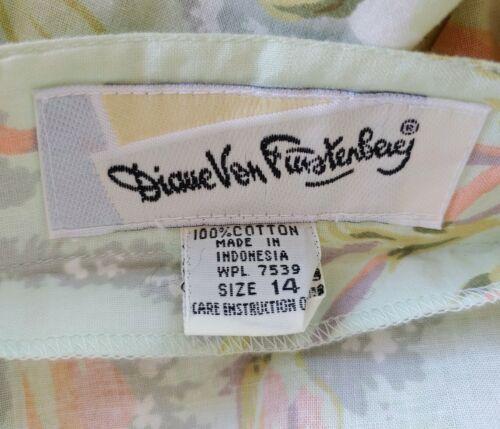 Diane Von Furstenberg ®
100% COTTON
MADE IN
INDONESIA
WPL 7539
SIZE 14
CARE INSTRUCTION O